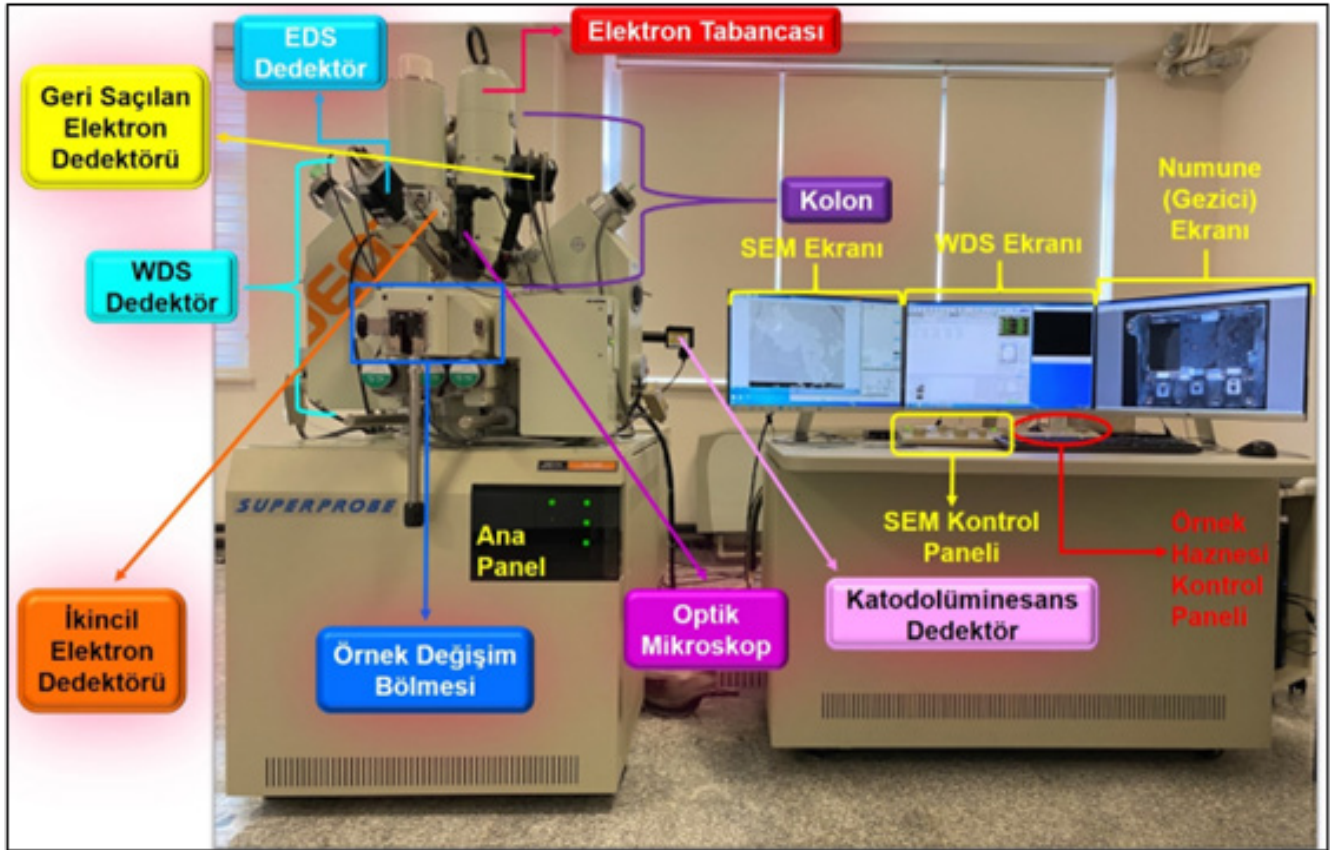 Elektron Tabancası
EDS
Dedektör
Geri Saçılan
Elektron
Dedektörü
Kolon
Numune
(Gezici)
Ekranı
SEM Ekranı
WDS Ekranı
WDS
Dedektör
SUPERPROBE
Ana
Panel
SEM Kontrol
Paneli
Örnek
Haznesi
Kontrol
Paneli
İkincil
Elektron
Dedektörü
Örnek Değişim
Bölmesi
Optik
Mikroskop
Katodolüminesans
Dedektör